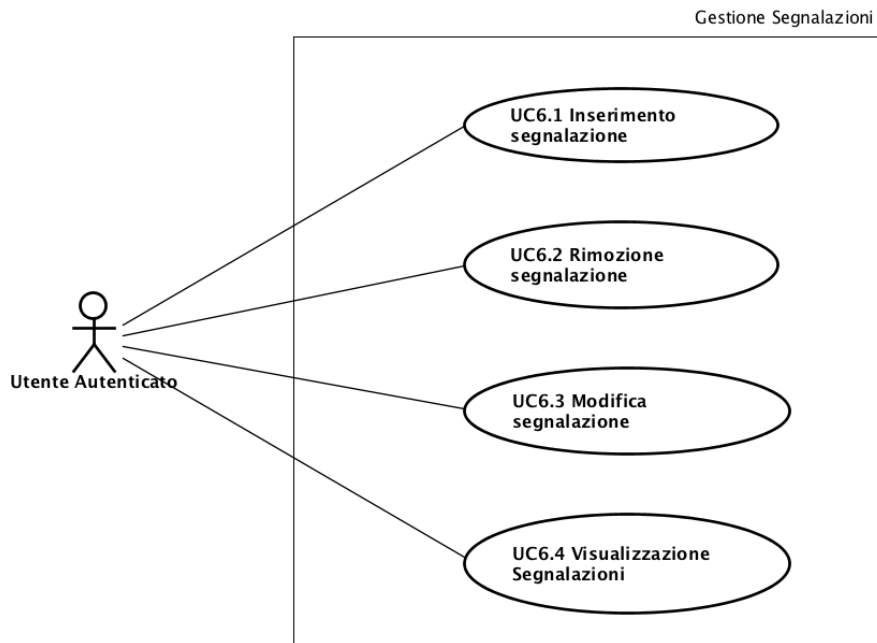 Gestione Segnalazioni
UC6.1 Inserimento
segnalazione
UC6.2 Rimozione
segnalazione
Utente Autenticato
UC6.3 Modifica
segnalazione
UC6.4 Visualizzazione
Segnalazioni